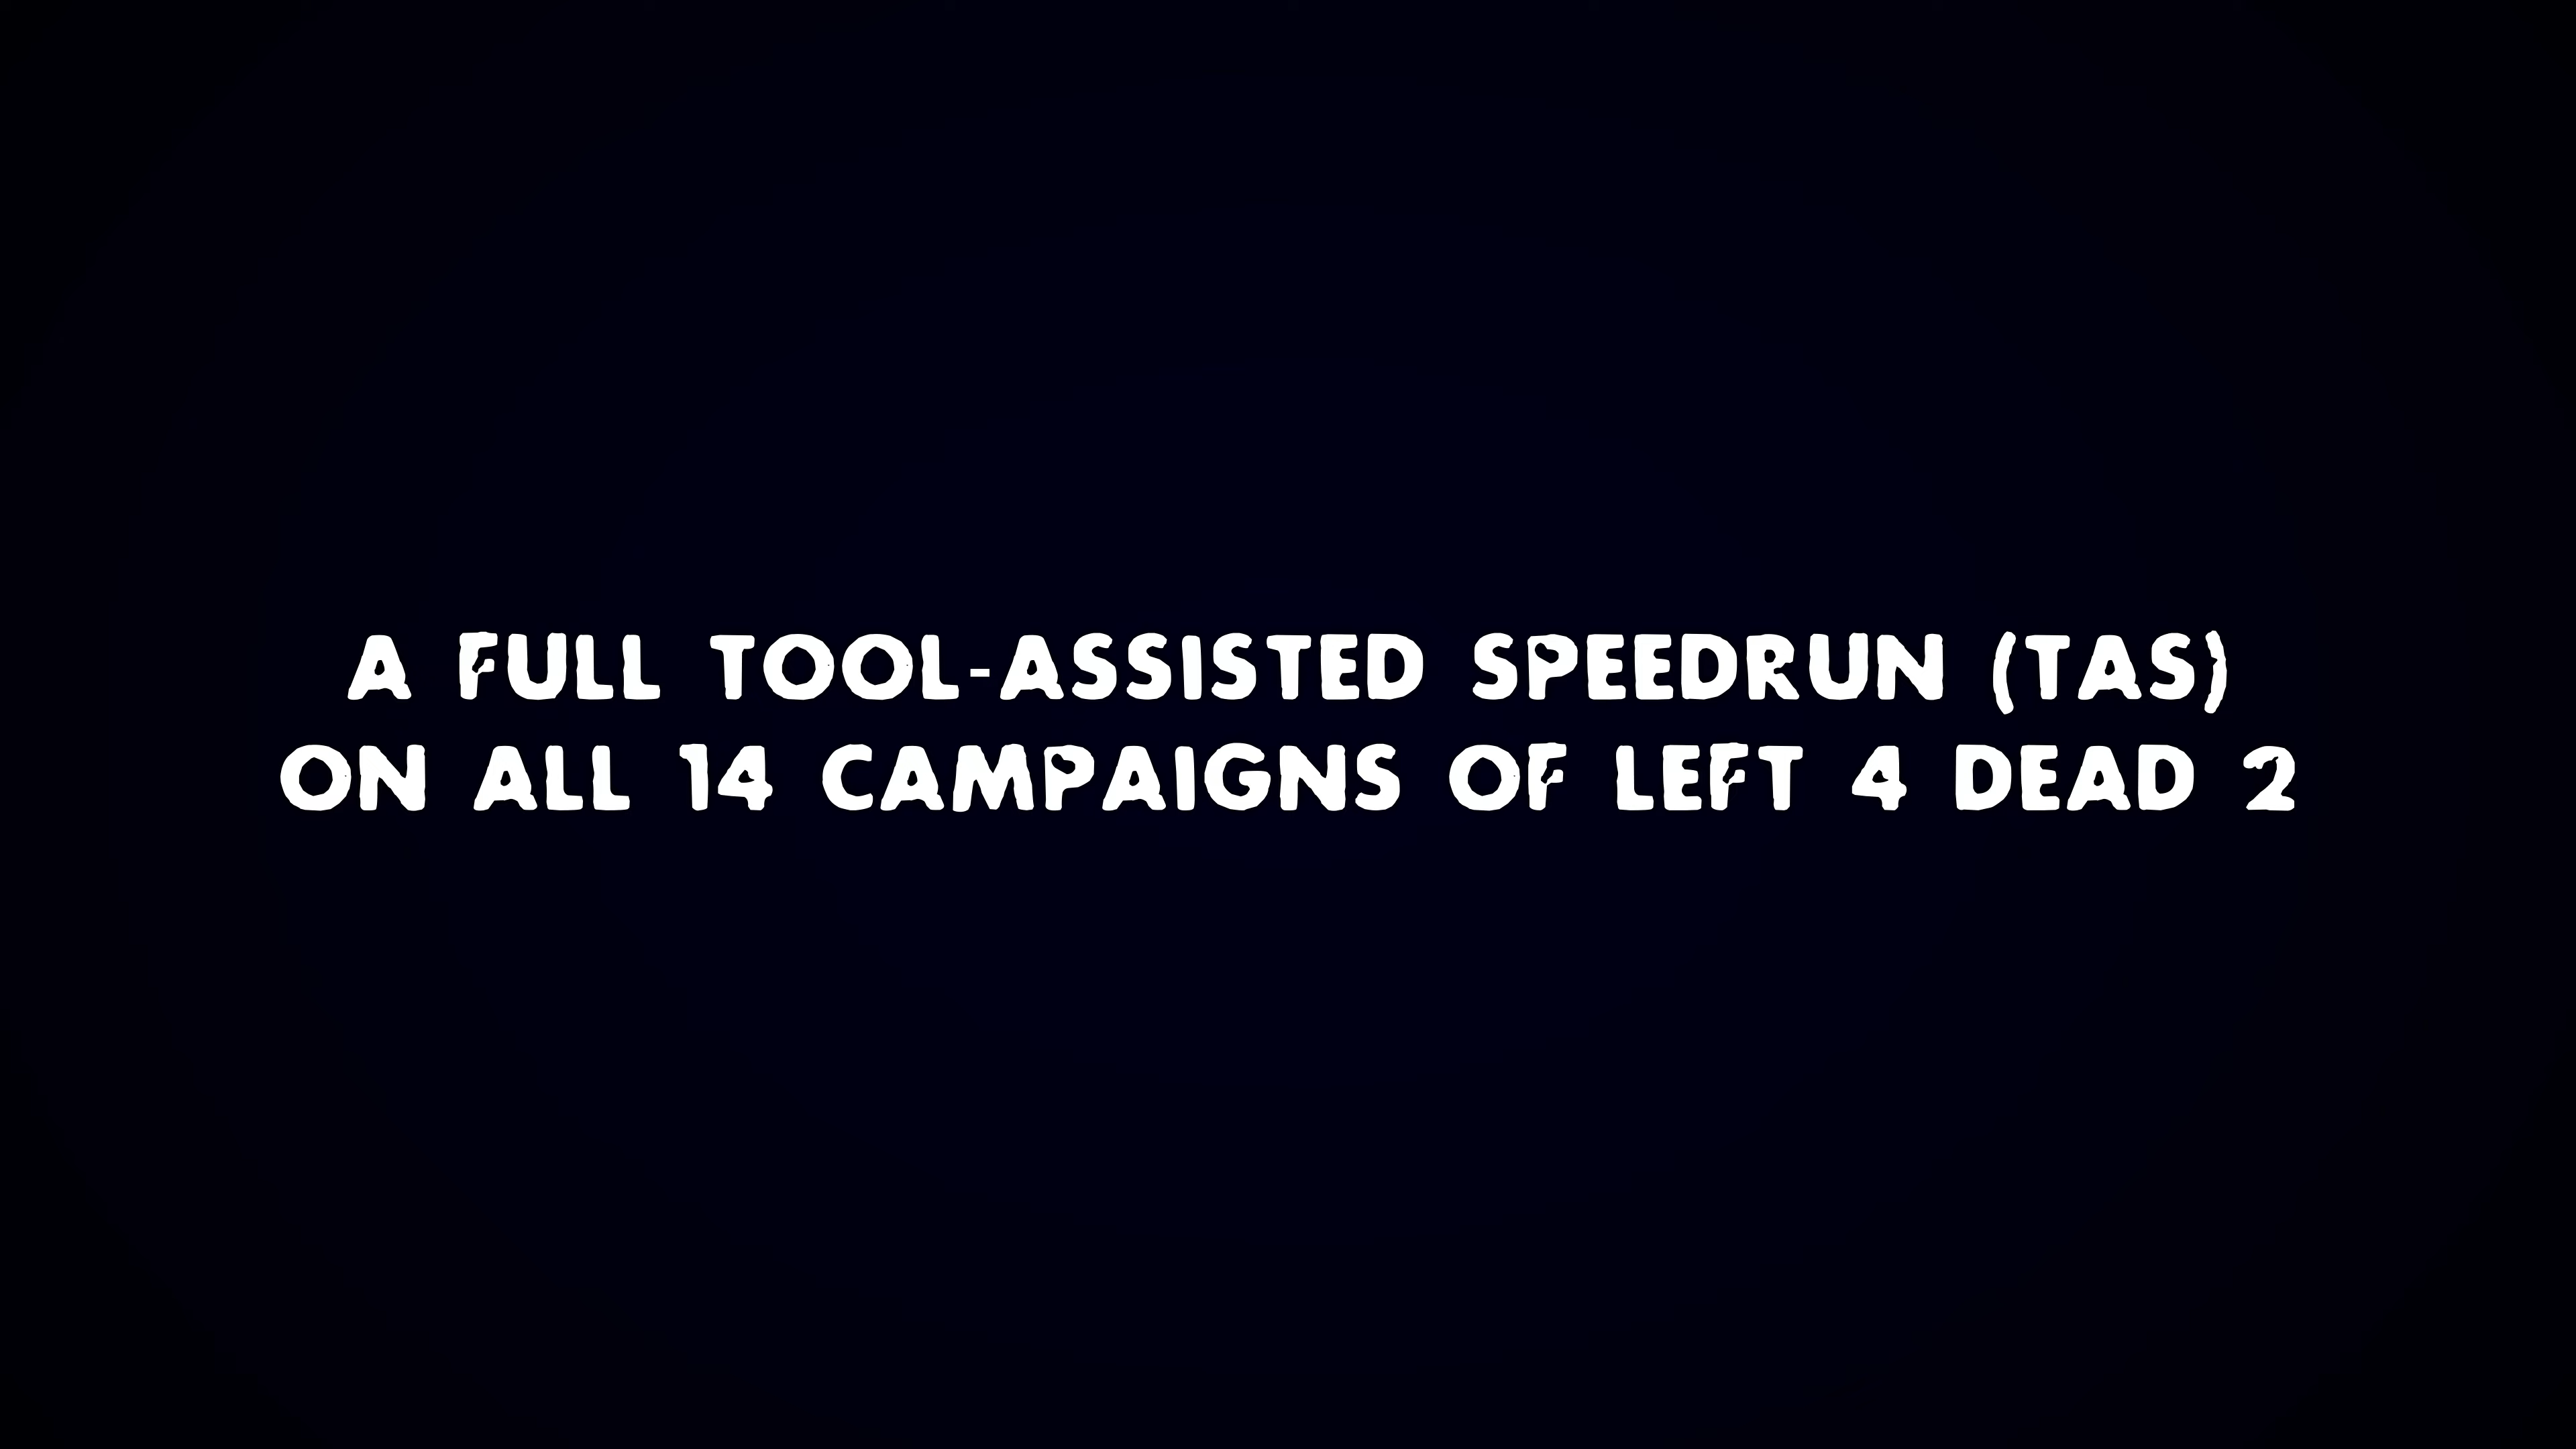 A FULL TOOL-ASSISTED SPEEDRUN (TAS)
ON ALL 14 CAMPAIGNS OF LEFT 4 DEAD 2